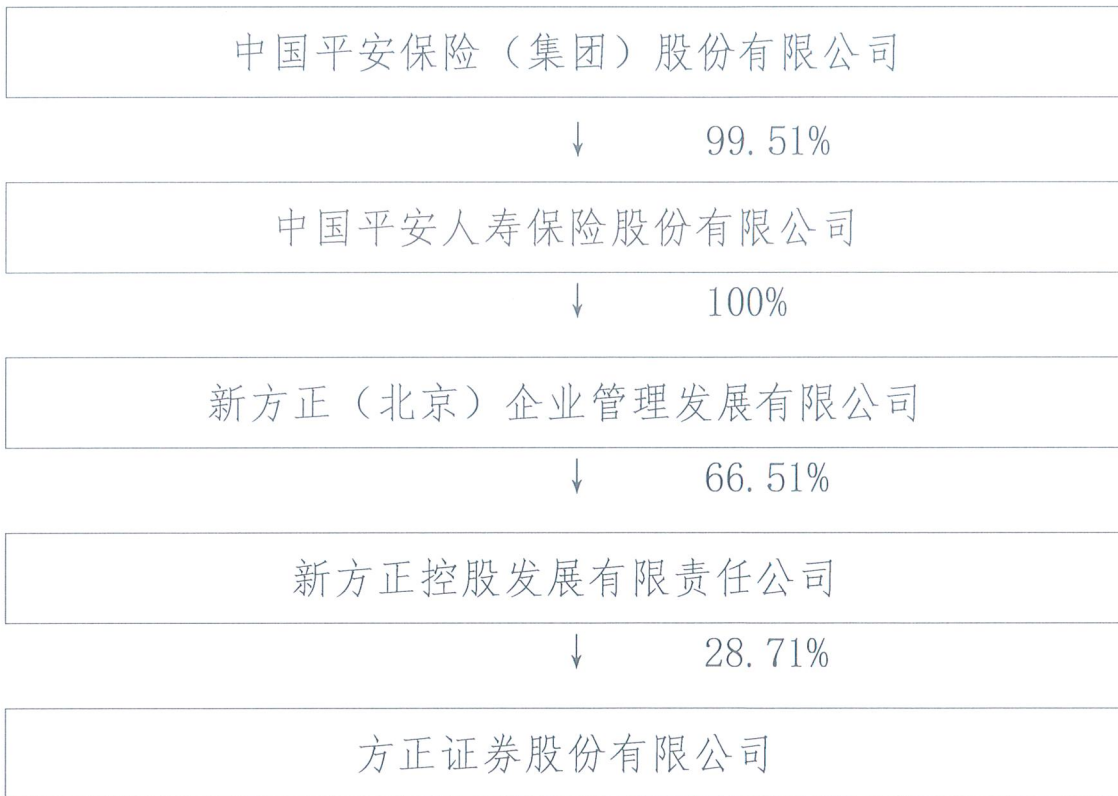 中国平安保险（集团）股份有限公司
↓ 99.51%
中国平安人寿保险股份有限公司
↓ 100%
新方正（北京）企业管理发展有限公司
↓ 66.51%
新方正控股发展有限责任公司
↓ 28.71%
方正证券股份有限公司